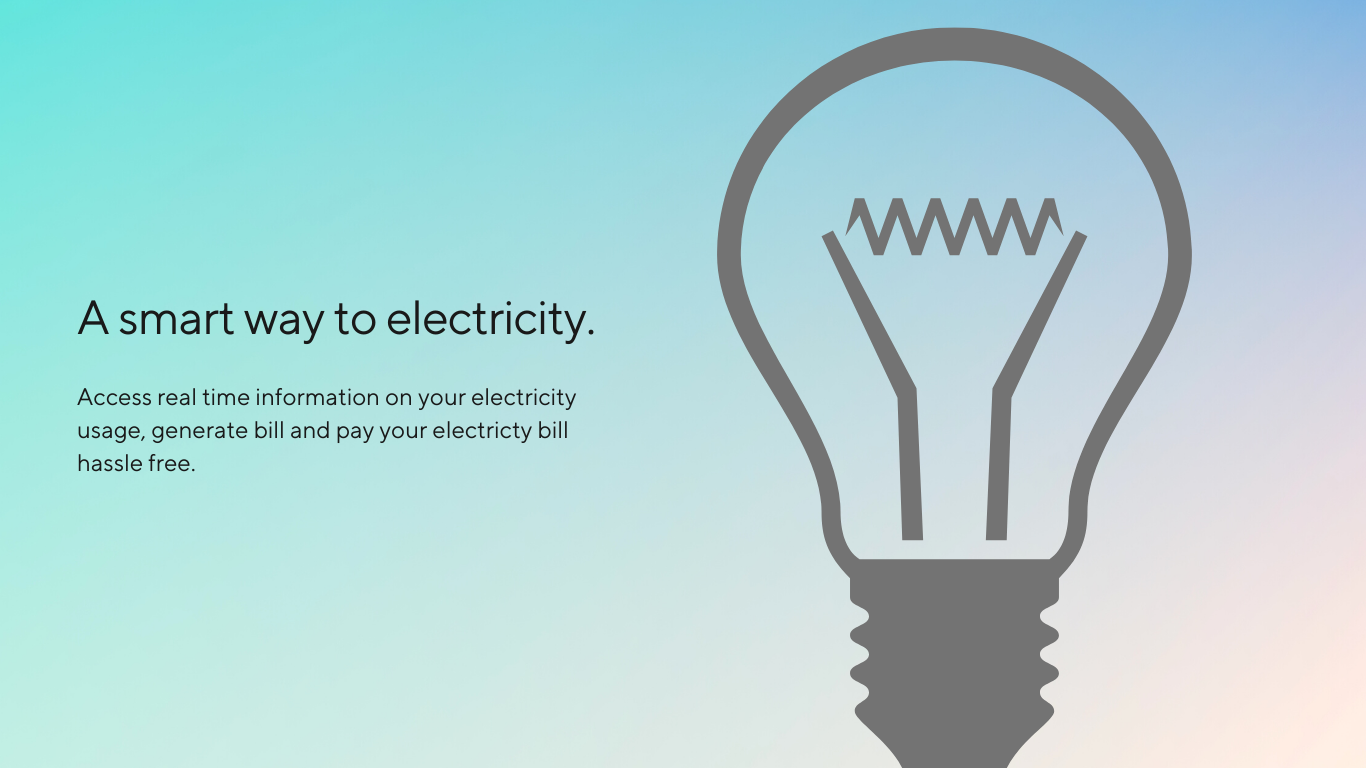 A smart way to electricity.
Access real time information on your electricity
usage, generate bill and pay your electricty bill
hassle free.